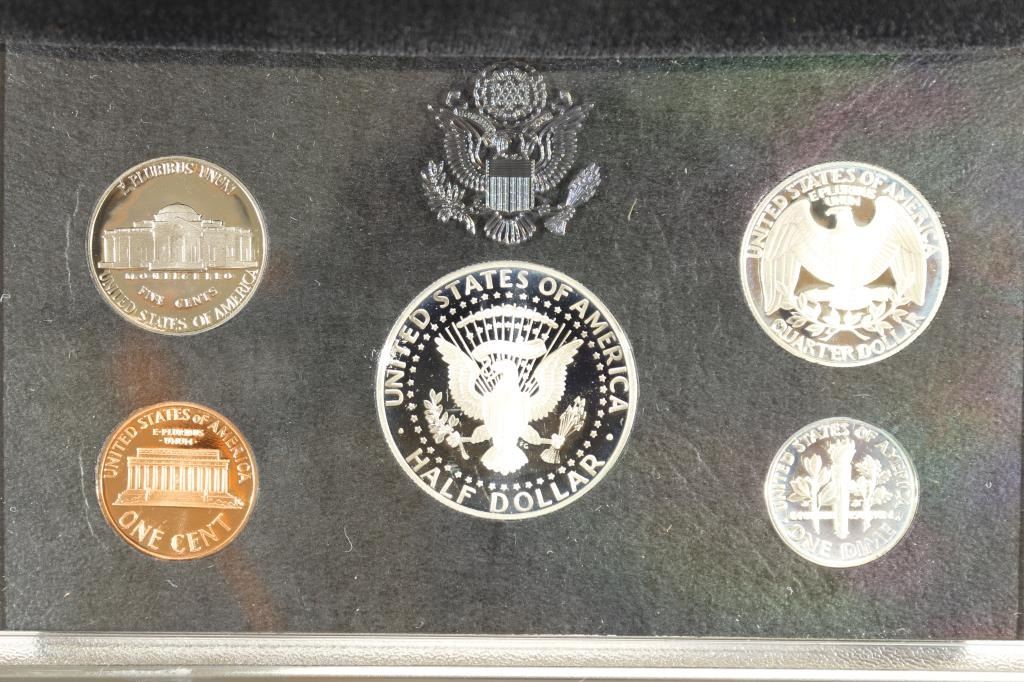 E·PLURIBUS UNUM
MONTICELLO
FIVE CENTS
UNITED STATES OF AMERICA
UNITED STATES OF AMERICA
E·PLURIBUS
·UNUM·
ONE CENT
UNITED STATES OF AMERICA
FG
HALF DOLLAR
UNITED STATES OF AMERICA
E PLURIBUS
UNUM
QUARTER DOLLAR
UNITED STATES OF AMERICA
ONE DIME